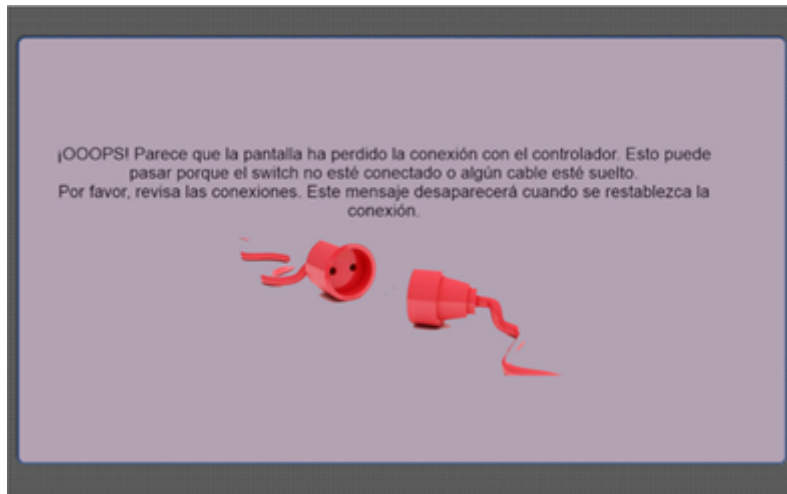 ¡OOOPS! Parece que la pantalla ha perdido la conexión con el controlador. Esto puede
pasar porque el switch no esté conectado o algún cable esté suelto.
Por favor, revisa las conexiones. Este mensaje desaparecerá cuando se restablezca la
conexión.